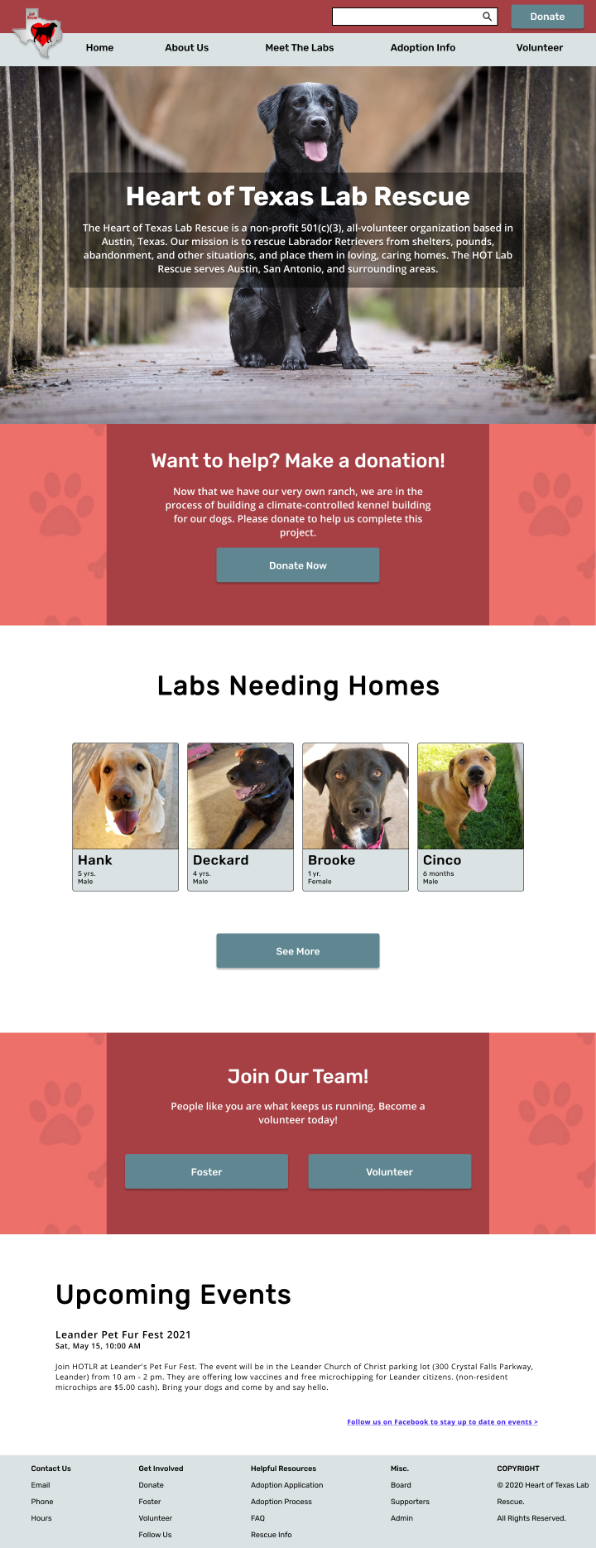 Donate
Home
About Us
Meet The Labs
Adoption Info
Volunteer
Heart of Texas Lab Rescue
The Heart of Texas Lab Rescue is a non-profit 501(c)(3), all-volunteer organization based in
Austin, Texas. Our mission is to rescue Labrador Retrievers from shelters, pounds,
abandonment, and other situations, and place them in loving, caring homes. The HOT Lab
Rescue serves Austin, San Antonio, and surrounding areas.
Want to help? Make a donation!
Now that we have our very own ranch, we are in the
process of building a climate-controlled kennel building
for our dogs. Please donate to help us complete this
project.
Donate Now
Labs Needing Homes
Hank
5 yrs.
Male
Deckard
4 yrs.
Male
Brooke
1 yr.
Female
Cinco
6 months
Male
See More
Join Our Team!
People like you are what keeps us running. Become a
volunteer today!
Foster
Volunteer
Upcoming Events
Leander Pet Fur Fest 2021
Sat, May 15, 10:00 AM
Join HOTLR at Leander's Pet Fur Fest. The event will be in the Leander Church of Christ parking lot (300 Crystal Falls Parkway,
Leander) from 10 am - 2 pm. They are offering low vaccines and free microchipping for Leander citizens. (non-resident
microchips are $5.00 cash). Bring your dogs and come by and say hello.
Follow us on Facebook to stay up to date on events >
Contact Us
Email
Phone
Hours
Get Involved
Donate
Foster
Volunteer
Follow Us
Helpful Resources
Adoption Application
Adoption Process
FAQ
Rescue Info
Misc.
Board
Supporters
Admin
COPYRIGHT
© 2020 Heart of Texas Lab
Rescue.
All Rights Reserved.